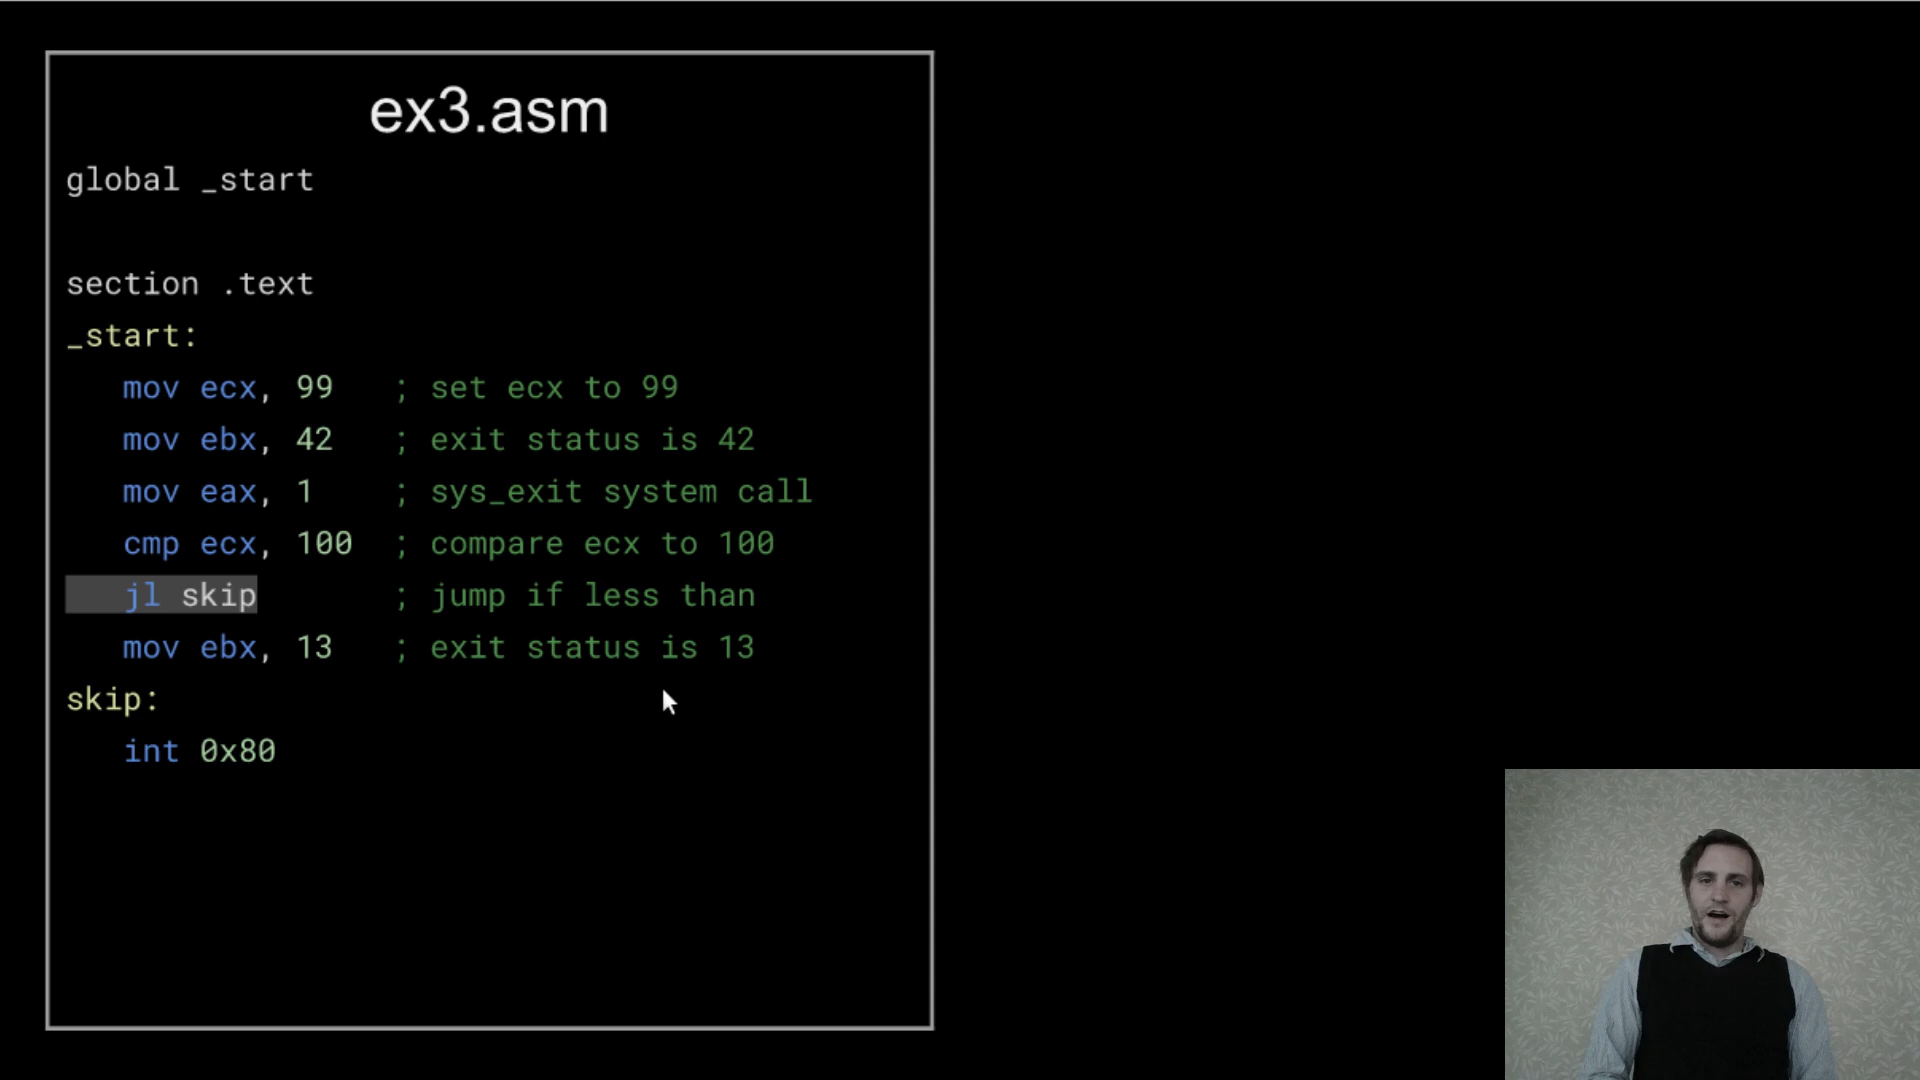 ex3.asm
global _start
section .text
_start:
mov ecx, 99 ; set ecx to 99
mov ebx, 42 ; exit status is 42
mov eax, 1 ; sys_exit system call
cmp ecx, 100 ; compare ecx to 100
jl skip ; jump if less than
mov ebx, 13 ; exit status is 13
skip:
int 0x80